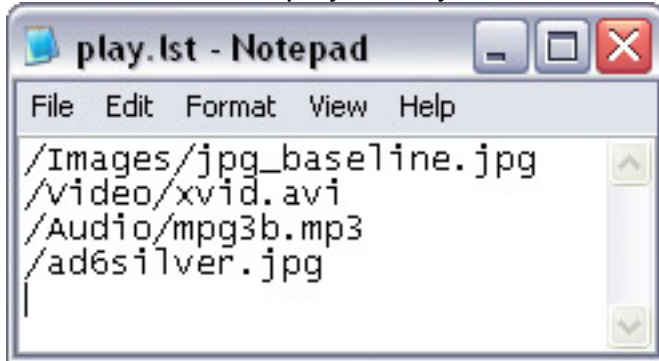 play.lst - Notepad
File Edit Format View Help
/Images/jpg_baseline.jpg
/Video/xvid.avi
/Audio/mpg3b.mp3
/ad6silver.jpg